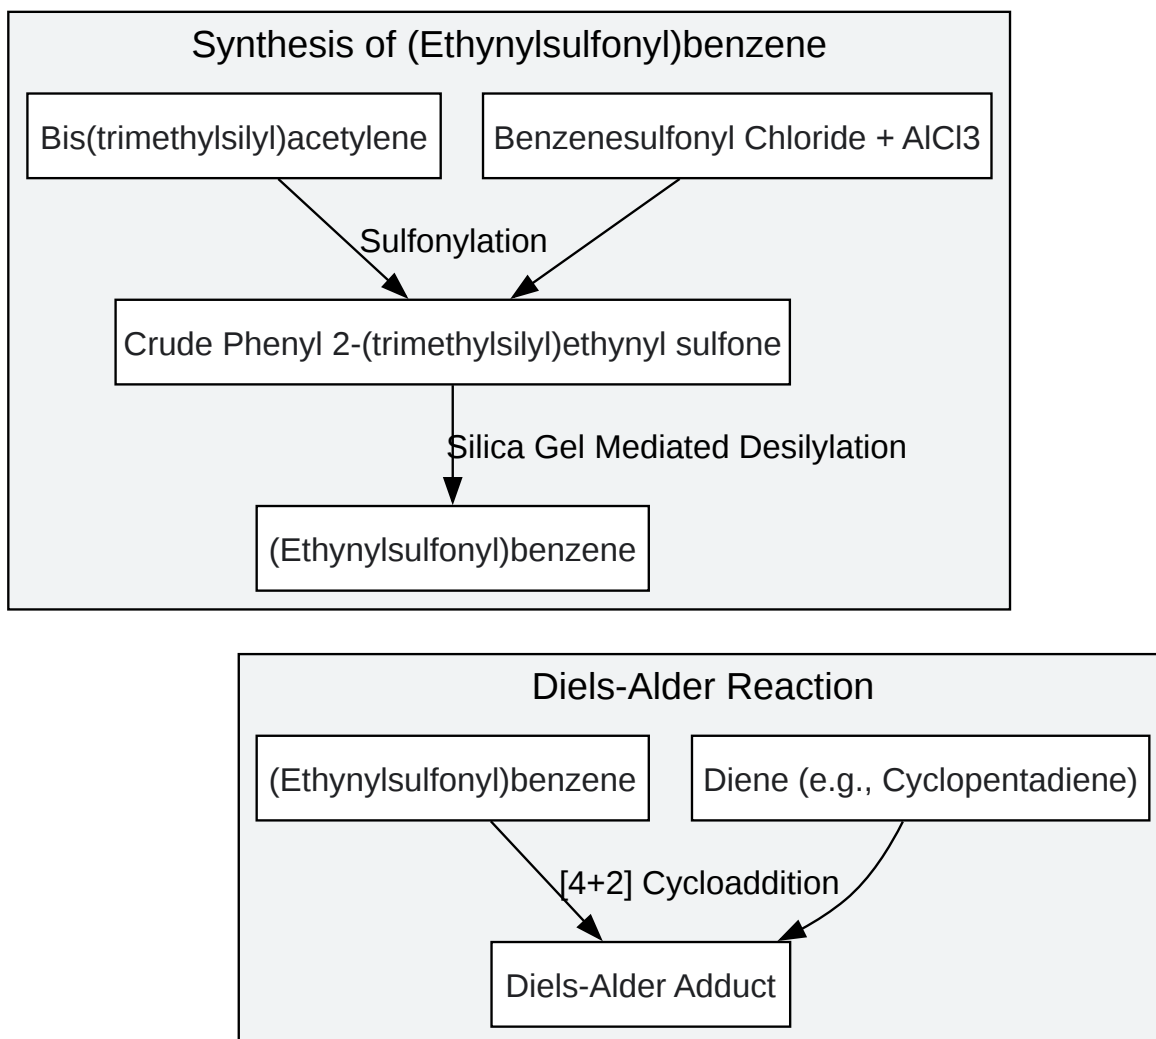 Synthesis of (Ethynylsulfonyl)benzene
Bis(trimethylsilyl)acetylene
Benzenesulfonyl Chloride + AlCl3
Sulfonylation
Crude Phenyl 2-(trimethylsilyl)ethynyl sulfone
Silica Gel Mediated Desilylation
(Ethynylsulfonyl)benzene
Diels-Alder Reaction
(Ethynylsulfonyl)benzene
Diene (e.g., Cyclopentadiene)
[4+2] Cycloaddition
Diels-Alder Adduct